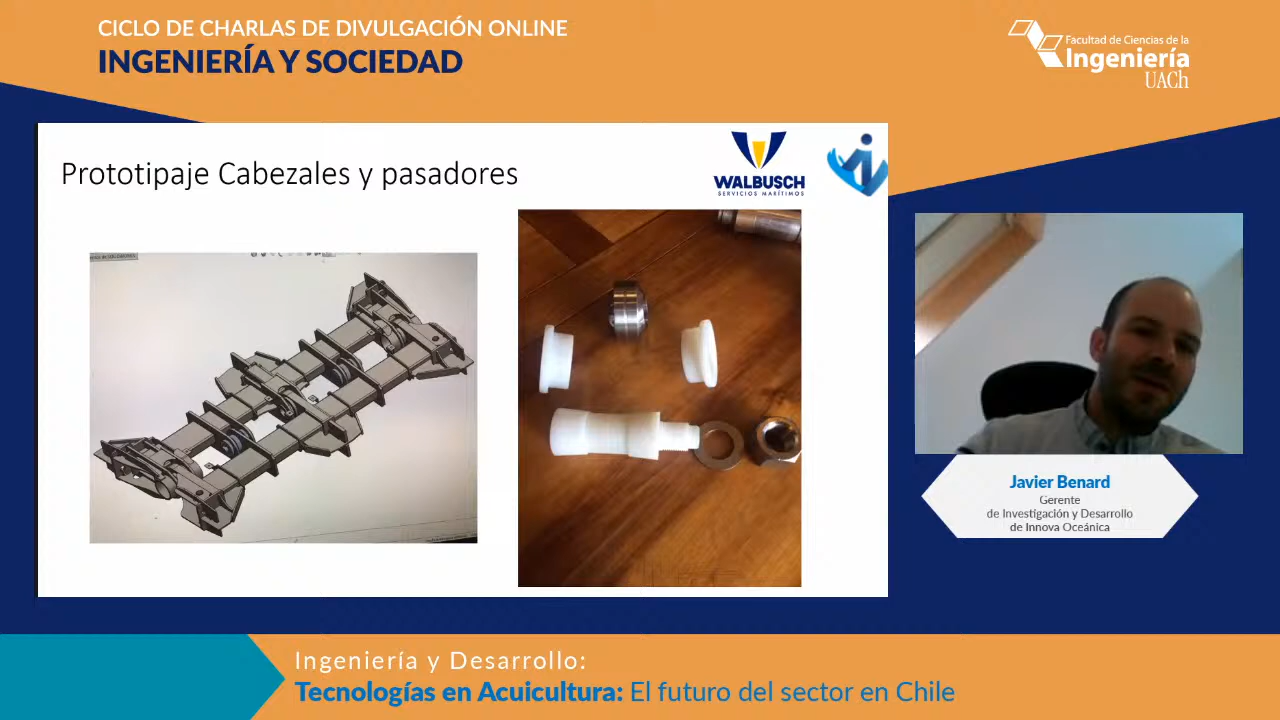 CICLO DE CHARLAS DE DIVULGACIÓN ONLINE
INGENIERÍA Y SOCIEDAD
Facultad de Ciencias de la
Ingeniería
UACh
Prototipaje Cabezales y pasadores
WALBUSCH
SERVICIOS MARÍTIMOS
Javier Benard
Gerente
de Investigación y Desarrollo
de Innova Oceánica
Ingeniería y Desarrollo:
Tecnologías en Acuicultura: El futuro del sector en Chile